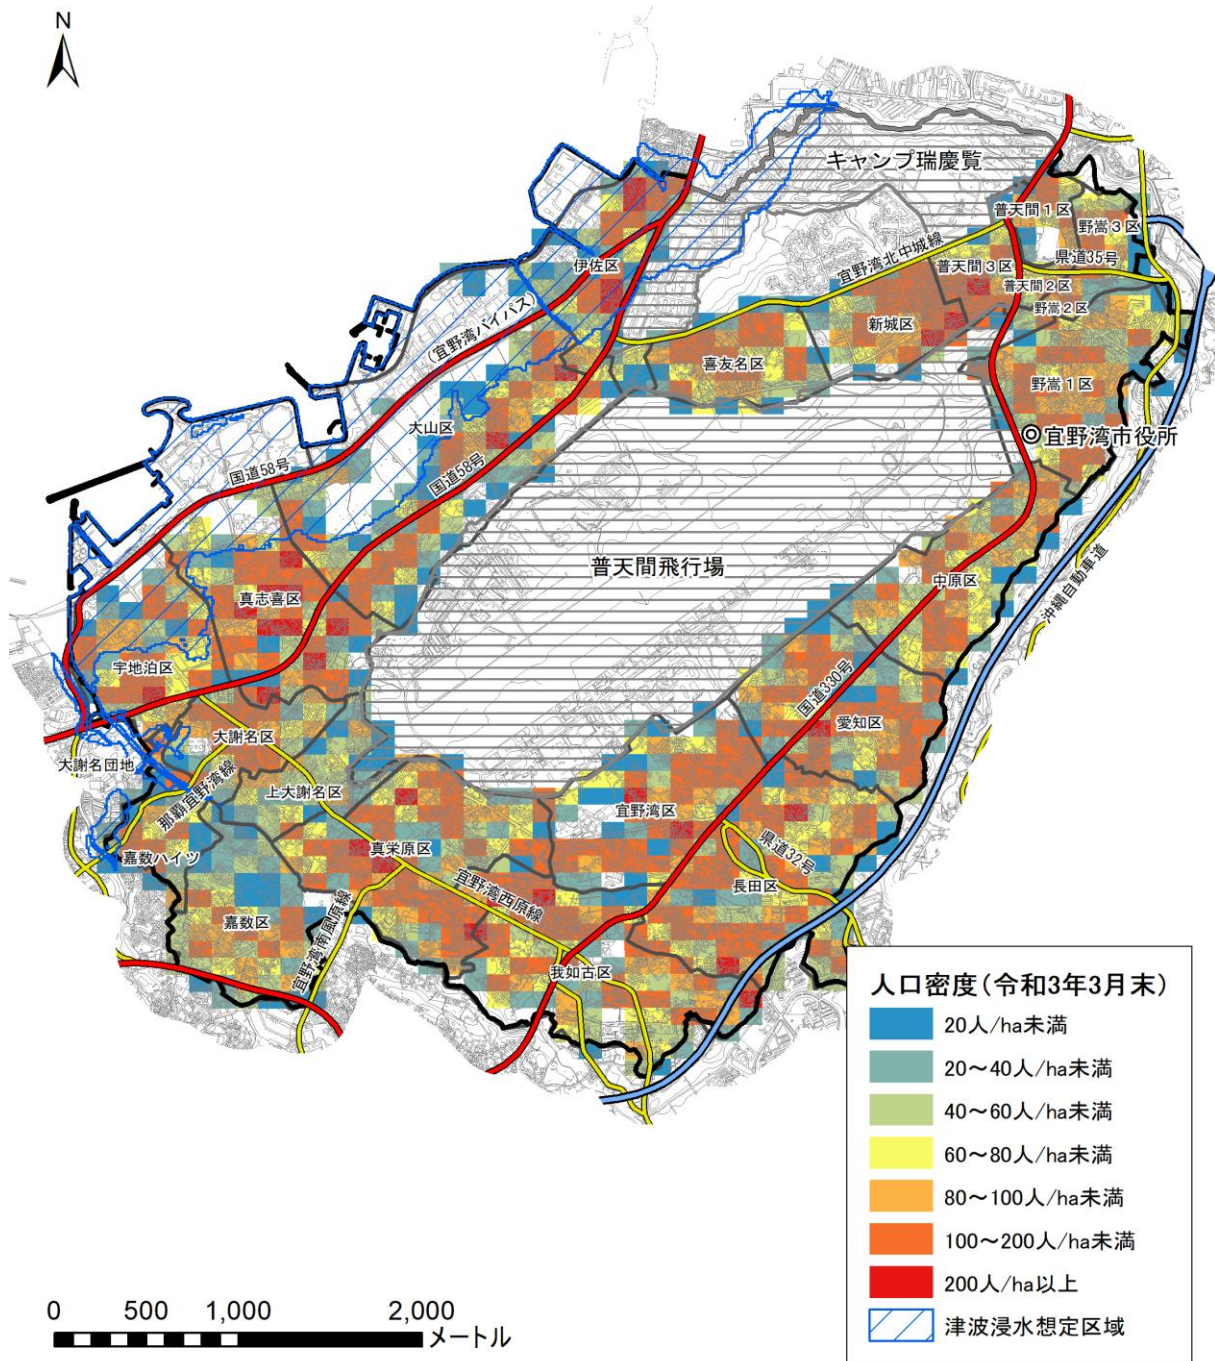 N
キャンプ瑞慶覧
普天間1区
野嵩3区
宜野湾北中城線
県道35号
伊佐区
普天間3区
普天間2区
野嵩2区
(宜野湾バイパス)
新城区
喜友名区
野嵩1区
大山区
宜野湾市役所
国道58号
国道58号
普天間飛行場
中原区
沖縄自動車道
真志喜区
宇地泊区
国道330号
愛知区
大謝名区
大謝名団地
上大謝名区
那覇宜野湾線
宜野湾区
真栄原区
県道32号
嘉数ハイツ
長田区
宜野湾西原線
嘉数区
宜野湾南風原線
我如古区
人口密度(令和3年3月末)
20人/ha未満
20~40人/ha未満
40~60人/ha未満
60~80人/ha未満
80~100人/ha未満
100~200人/ha未満
200人/ha以上
津波浸水想定区域
0 500 1,000 2,000
メートル